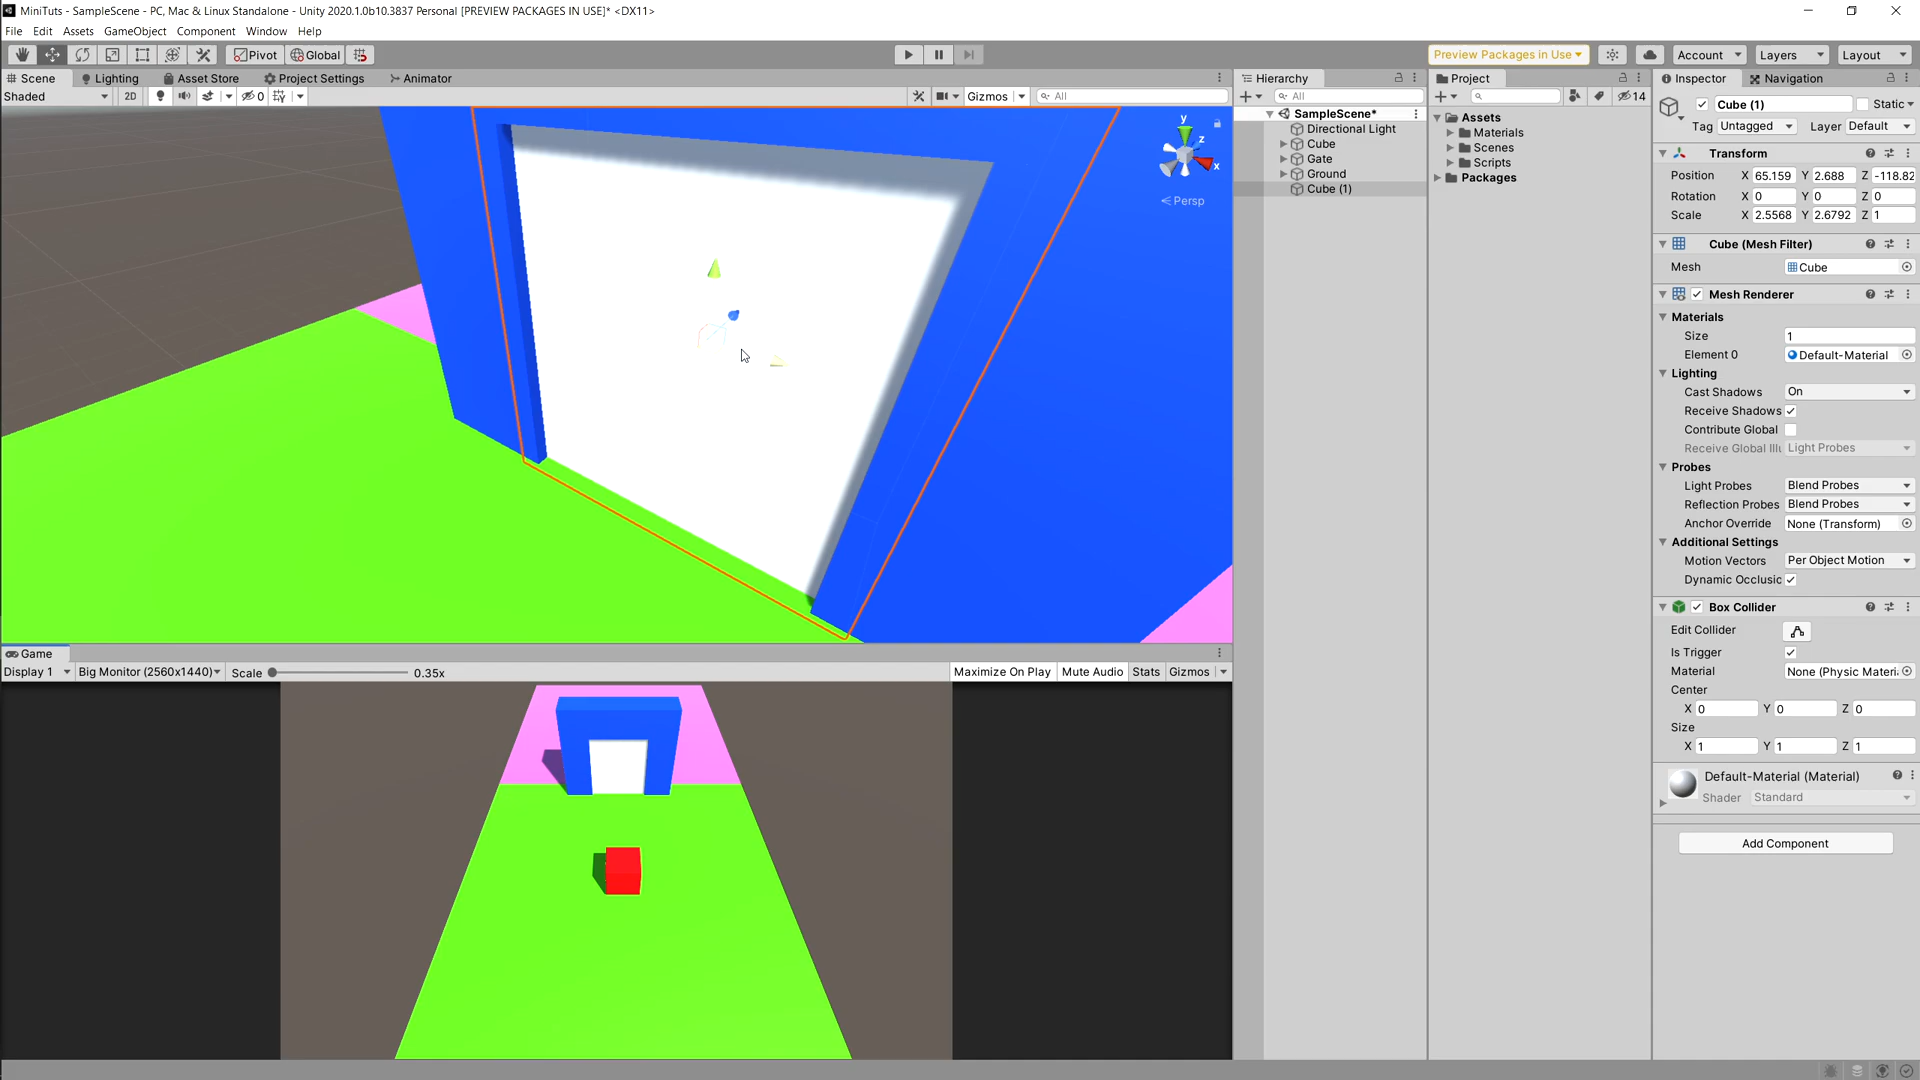 MiniTuts - SampleScene - PC, Mac & Linux Standalone - Unity 2020.1.0b10.3837 Personal [PREVIEW PACKAGES IN USE]* <DX11>
File Edit Assets GameObject Component Window Help
Pivot Global Preview Packages in Use Account Layers Layout
Scene Lighting Asset Store Project Settings Animator
Shaded 2D 0 Gizmos All
y
z
x
Persp
Hierarchy
All
SampleScene*
Directional Light
Cube
Gate
Ground
Cube (1)
Project
14
Assets
Materials
Scenes
Scripts
Packages
Inspector Navigation
Cube (1) Static
Tag Untagged Layer Default
Transform
Position X 65.159 Y 2.688 Z -118.82
Rotation X 0 Y 0 Z 0
Scale X 2.5568 Y 2.6792 Z 1
Cube (Mesh Filter)
Mesh Cube
Mesh Renderer
Materials
Size 1
Element 0 Default-Material
Lighting
Cast Shadows On
Receive Shadows
Contribute Global
Receive Global Illu Light Probes
Probes
Light Probes Blend Probes
Reflection Probes Blend Probes
Anchor Override None (Transform)
Additional Settings
Motion Vectors Per Object Motion
Dynamic Occlusic
Box Collider
Edit Collider
Is Trigger
Material None (Physic Materi
Center
X 0 Y 0 Z 0
Size
X 1 Y 1 Z 1
Default-Material (Material)
Shader Standard
Add Component
Game
Display 1 Big Monitor (2560x1440) Scale 0.35x Maximize On Play Mute Audio Stats Gizmos